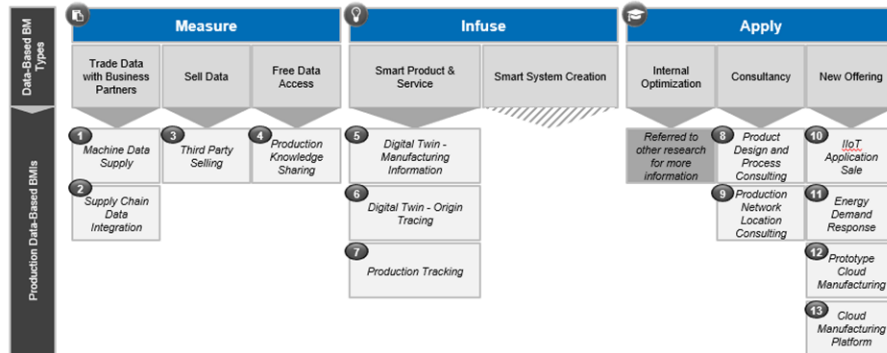 Data-Based BM
Types
Measure
Infuse
Apply
Trade Data
with Business
Partners
Sell Data
Free Data
Access
Smart Product &
Service
Smart System Creation
Internal
Optimization
Consultancy
New Offering
Production Data-Based BMIs
1
Machine Data
Supply
2
Supply Chain
Data
Integration
3
Third Party
Selling
4
Production
Knowledge
Sharing
5
Digital Twin -
Manufacturing
Information
6
Digital Twin - Origin
Tracing
7
Production Tracking
Referred to
other research
for more
information
8
Product
Design and
Process
Consulting
9
Production
Network
Location
Consulting
10
IIoT
Application
Sale
11
Energy
Demand
Response
12
Prototype
Cloud
Manufacturing
13
Cloud
Manufacturing
Platform